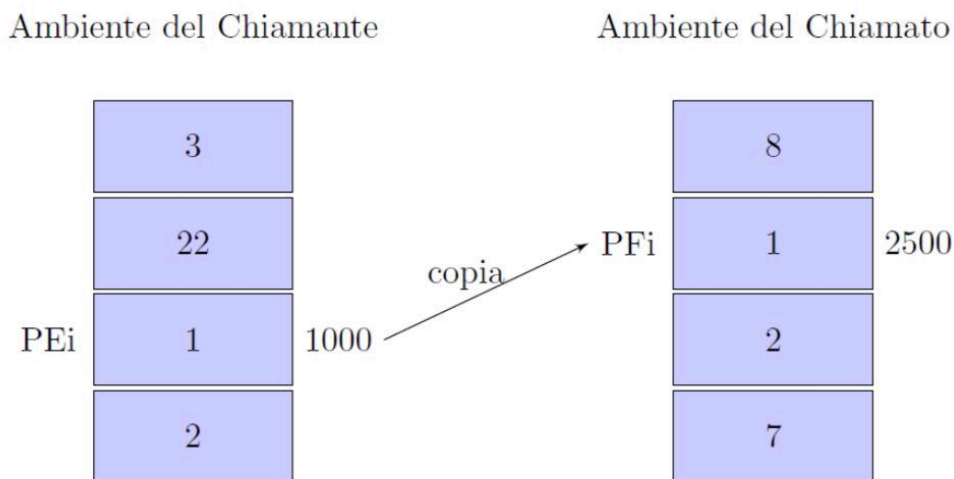 Ambiente del Chiamante
Ambiente del Chiamato
3
8
22
copia
PFi
1
2500
PEi
1
1000
2
2
7